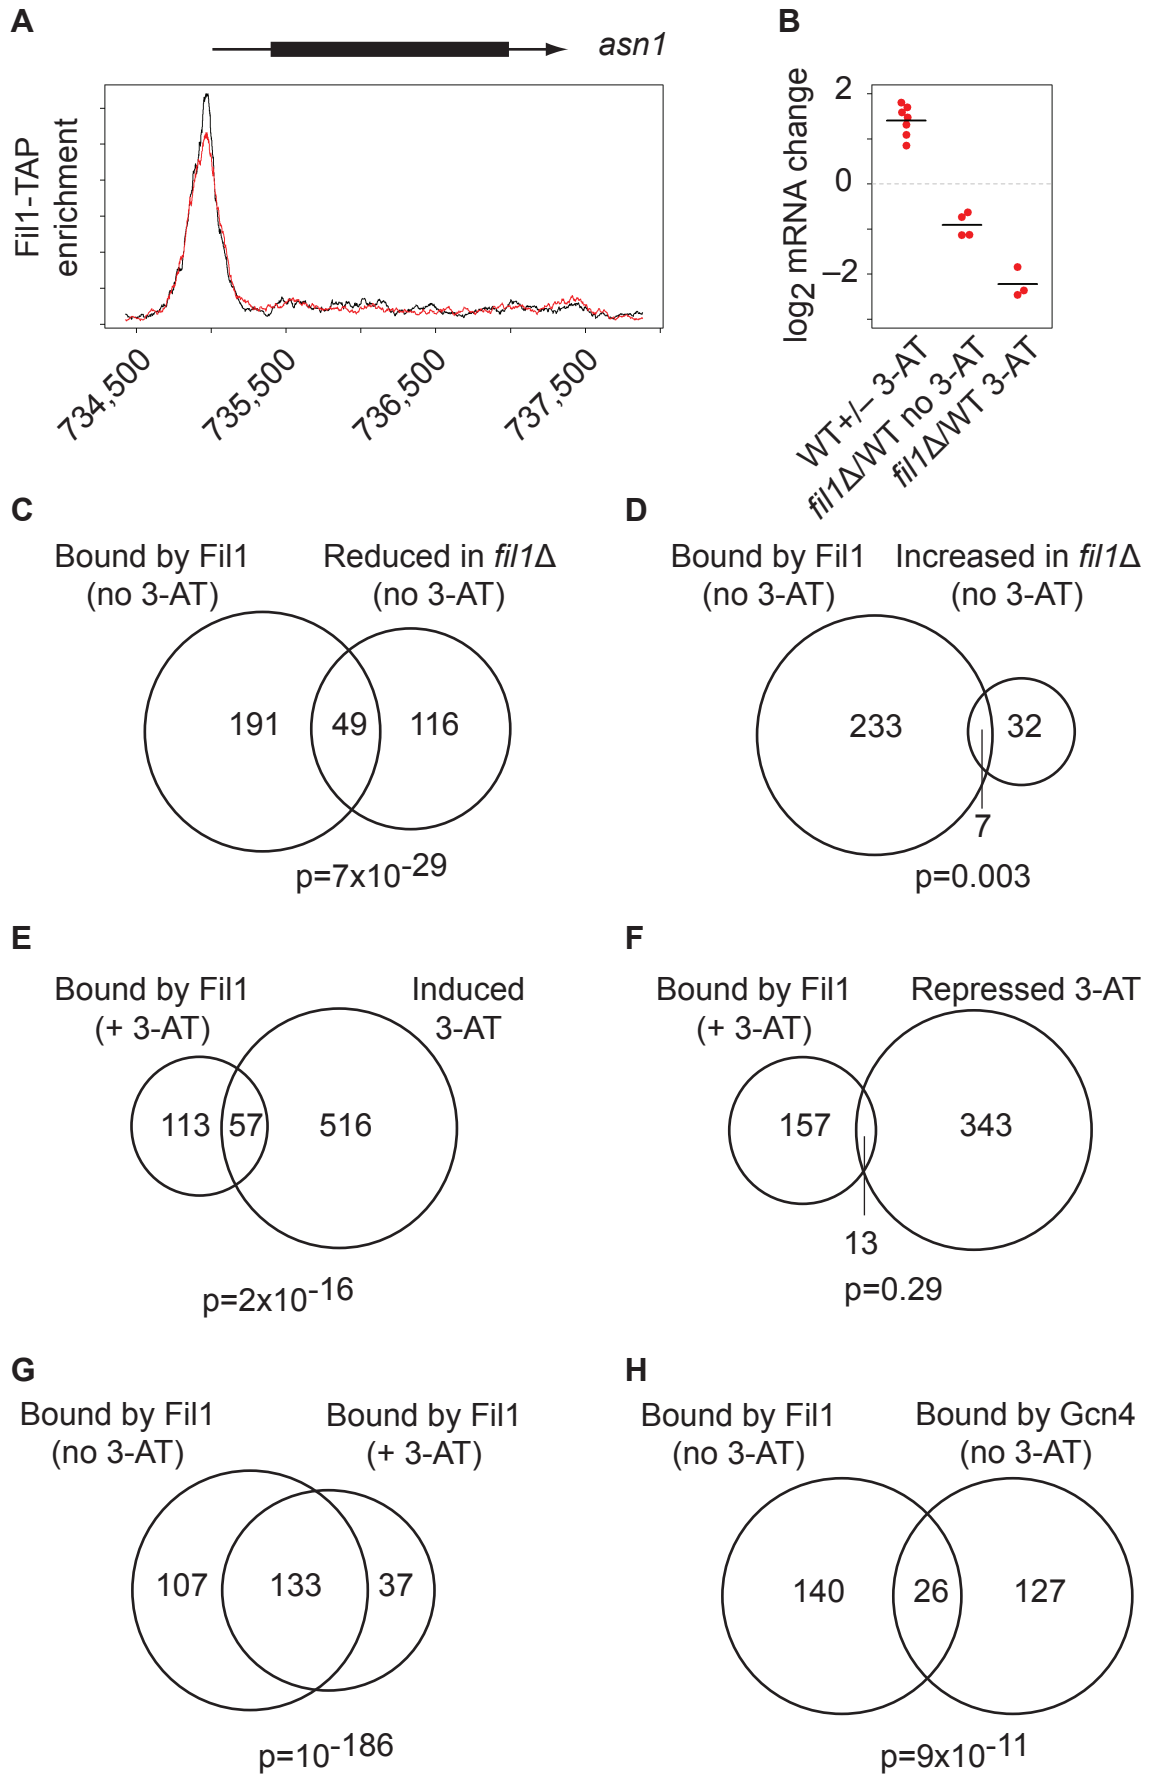 A
asn1
Fil1-TAP
enrichment
734,500
735,500
736,500
737,500
B
log2 mRNA change
2
0
–2
WT+/– 3-AT
fil1Δ/WT no 3-AT
fil1Δ/WT 3-AT
C
Bound by Fil1
(no 3-AT)
Reduced in fil1Δ
(no 3-AT)
191
49
116
p=7x10-29
D
Bound by Fil1
(no 3-AT)
Increased in fil1Δ
(no 3-AT)
233
32
7
p=0.003
E
Bound by Fil1
(+ 3-AT)
Induced
3-AT
113
57
516
p=2x10-16
F
Bound by Fil1
(+ 3-AT)
Repressed 3-AT
157
343
13
p=0.29
G
Bound by Fil1
(no 3-AT)
Bound by Fil1
(+ 3-AT)
107
133
37
p=10-186
H
Bound by Fil1
(no 3-AT)
Bound by Gcn4
(no 3-AT)
140
26
127
p=9x10-11